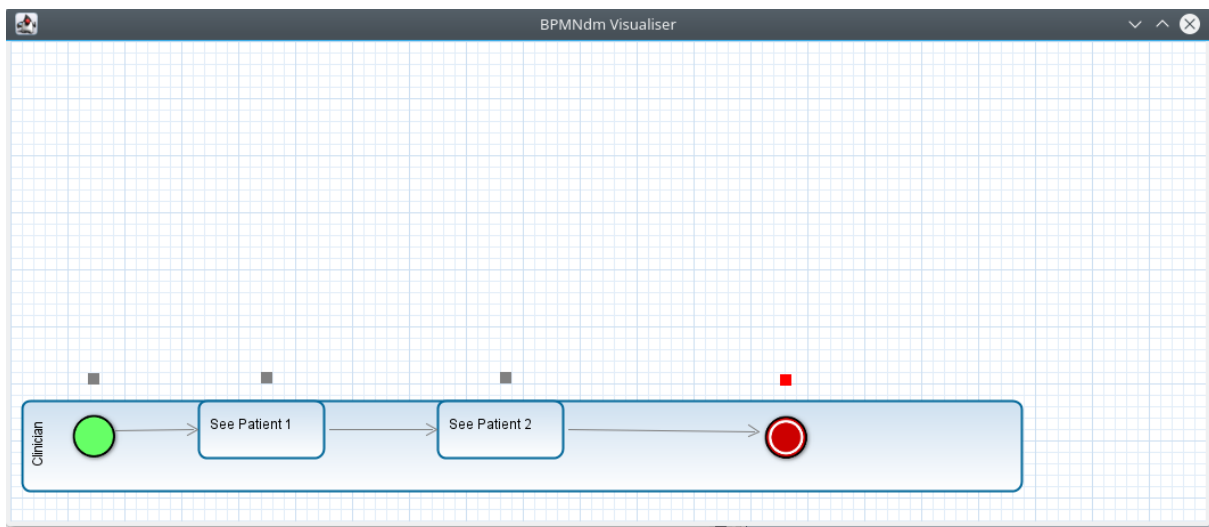 BPMNdm Visualiser
Clinician
See Patient 1
See Patient 2